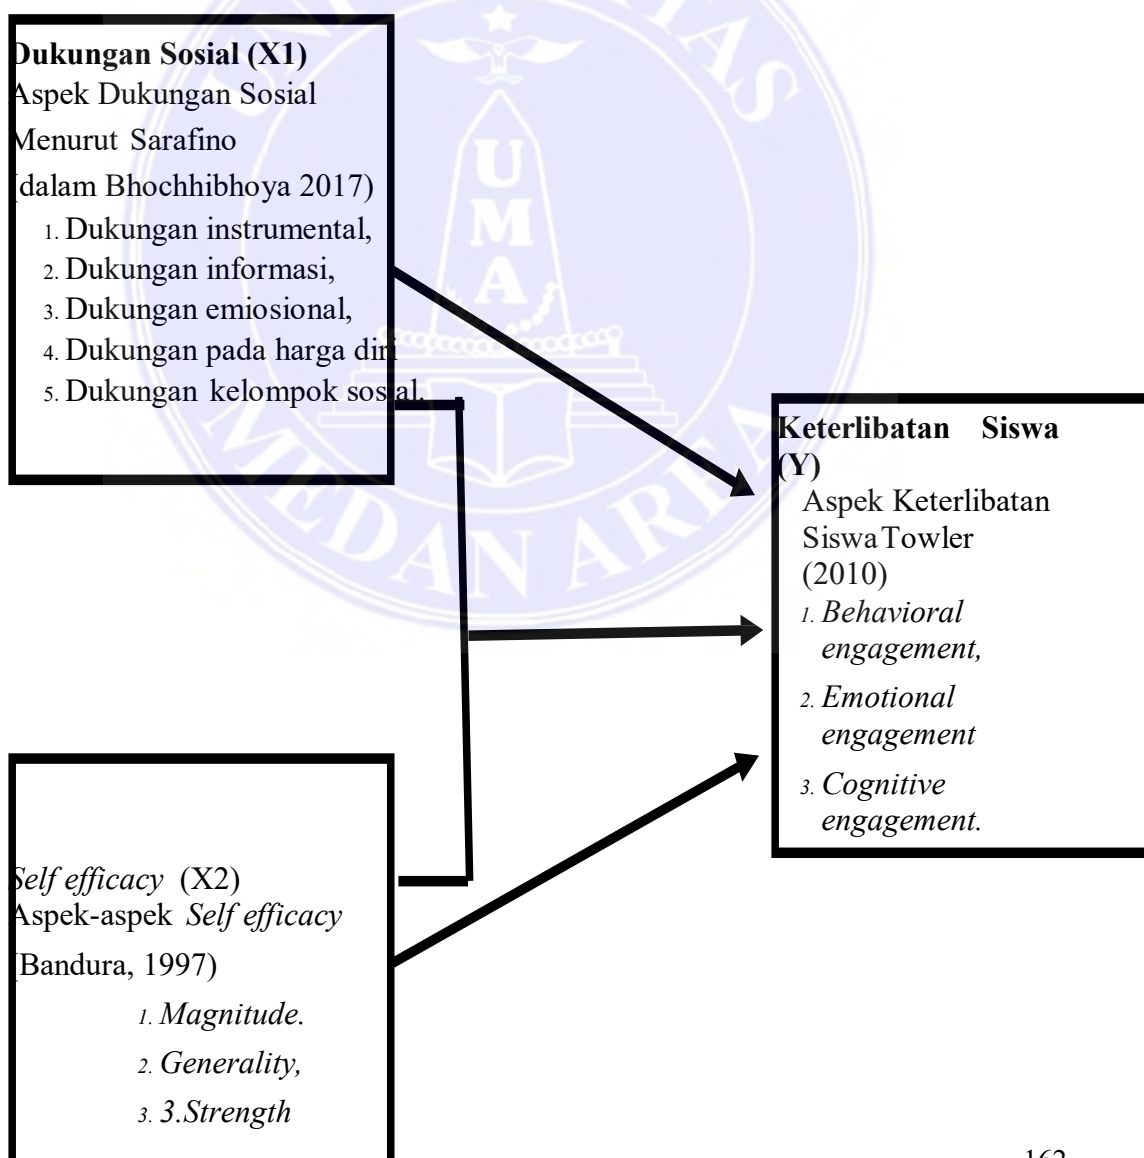 Dukungan Sosial (X1)
Aspek Dukungan Sosial
Menurut Sarafino
(dalam Bhochhibhoya 2017)
1. Dukungan instrumental,
2. Dukungan informasi,
3. Dukungan emiosional,
4. Dukungan pada harga diri
5. Dukungan kelompok sosial.
UMA
MEDAN AREA
Keterlibatan Siswa
(Y)
Aspek Keterlibatan
SiswaTowler
(2010)
1. Behavioral
engagement,
2. Emotional
engagement
3. Cognitive
engagement.
Self efficacy (X2)
Aspek-aspek Self efficacy
(Bandura, 1997)
1. Magnitude.
2. Generality,
3. 3.Strength
162